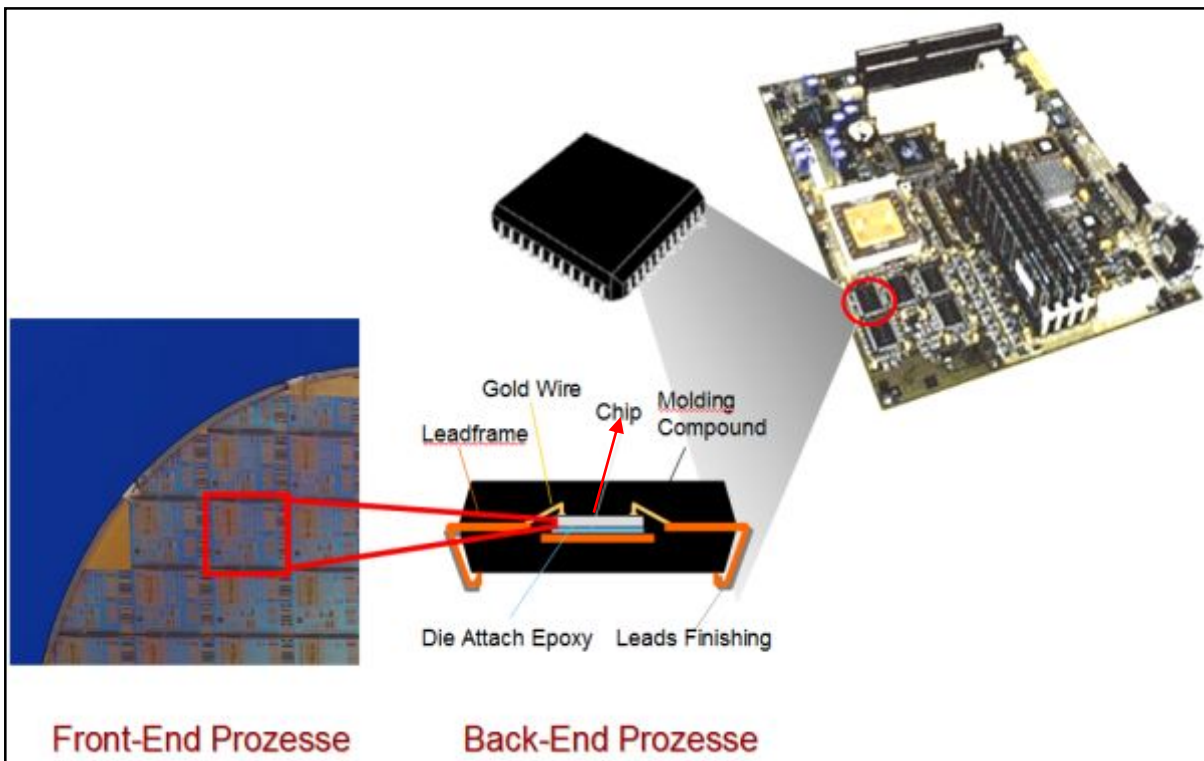 Gold Wire
Chip
Molding
Compound
Leadframe
Die Attach Epoxy
Leads Finishing
Front-End Prozesse
Back-End Prozesse